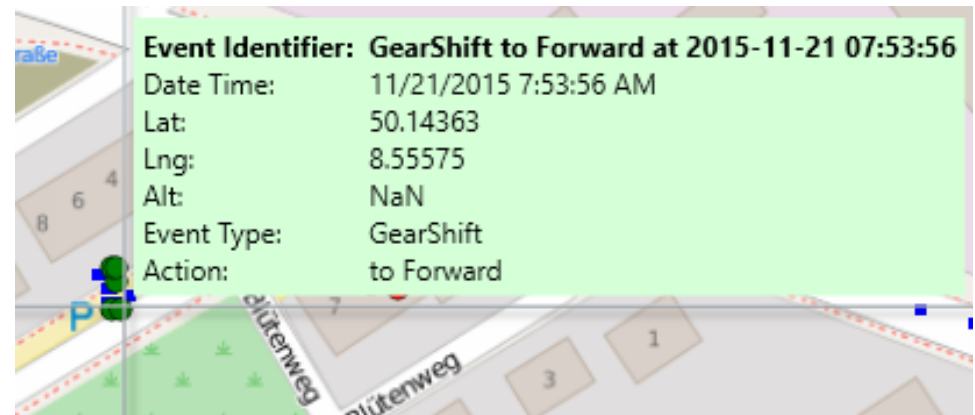 Event Identifier: GearShift to Forward at 2015-11-21 07:53:56
Date Time: 11/21/2015 7:53:56 AM
Lat: 50.14363
Lng: 8.55575
Alt: NaN
Event Type: GearShift
Action: to Forward
raße
4
6
8
P
7
Blütenweg
1
3